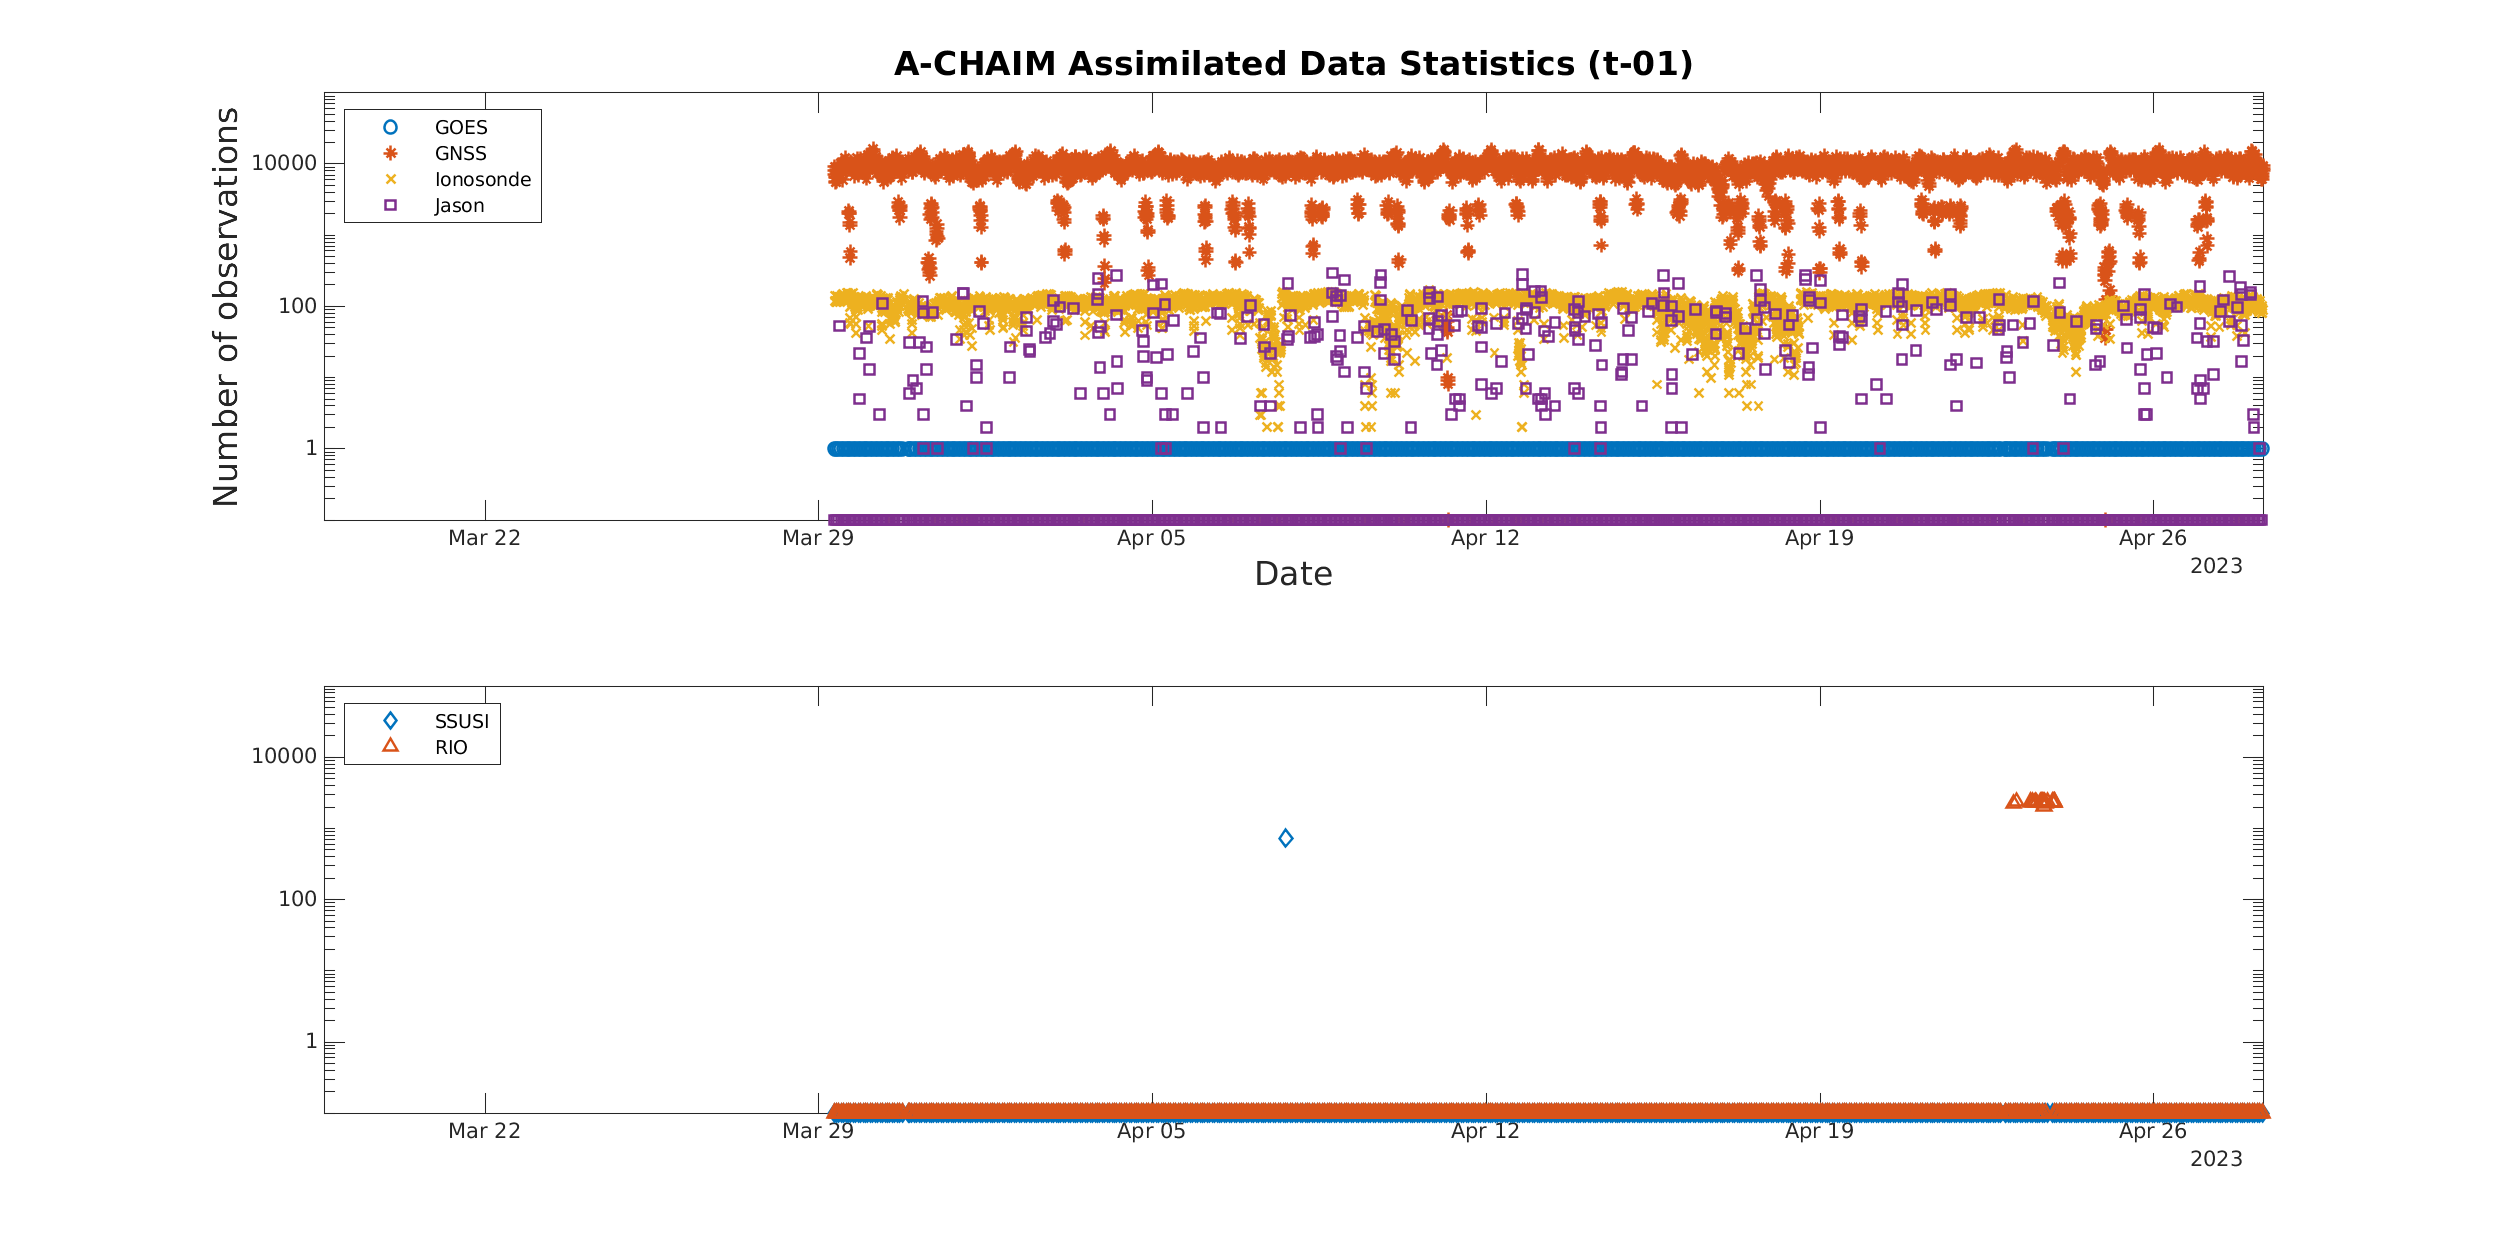 A-CHAIM Assimilated Data Statistics (t-01)
Number of observations
10000
100
1
GOES
GNSS
Ionosonde
Jason
Mar 22 Mar 29 Apr 05 Apr 12 Apr 19 Apr 26
2023
Date
10000
100
1
SSUSI
RIO
Mar 22 Mar 29 Apr 05 Apr 12 Apr 19 Apr 26
2023